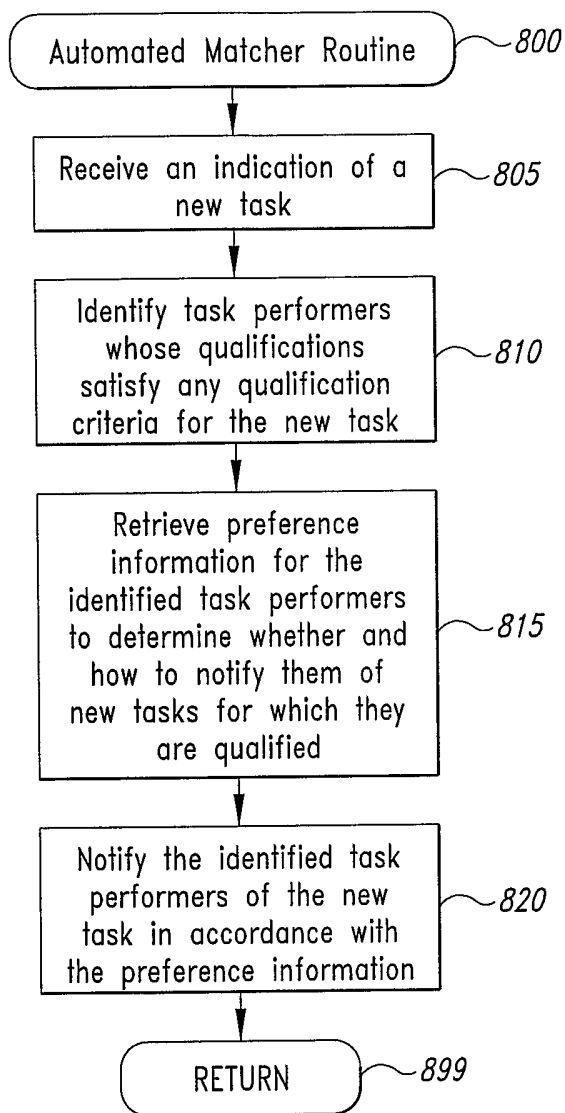 Automated Matcher Routine
800
Receive an indication of a
new task
805
Identify task performers
whose qualifications
satisfy any qualification
criteria for the new task
810
Retrieve preference
information for the
identified task performers
to determine whether and
how to notify them of
new tasks for which they
are qualified
815
Notify the identified task
performers of the new
task in accordance with
the preference information
820
RETURN
899